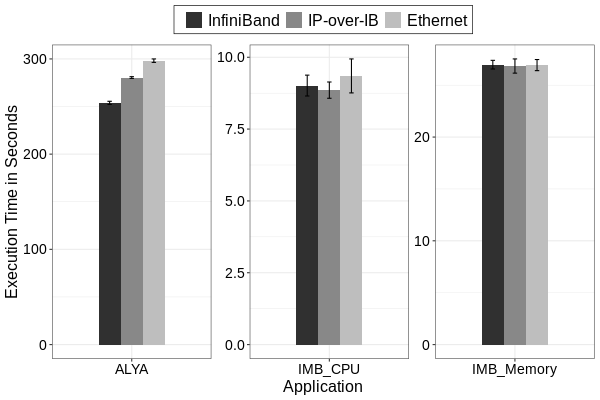 InfiniBand IP-over-IB Ethernet
Execution Time in Seconds
300
200
100
0
10.0
7.5
5.0
2.5
0.0
20
10
0
ALYA
IMB_CPU
IMB_Memory
Application